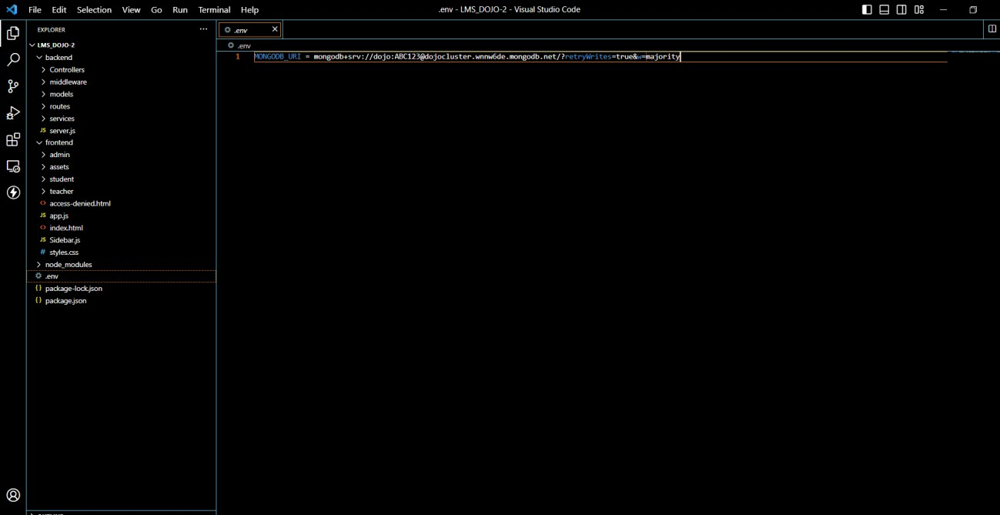 File Edit Selection View Go Run Terminal Help
.env - LMS_DOJO-2 - Visual Studio Code
EXPLORER
LMS_DOJO-2
backend
Controllers
middleware
models
routes
services
JS server.js
frontend
admin
assets
student
teacher
<> access-denied.html
JS app.js
<> index.html
JS Sidebar.js
# styles.css
node_modules
.env
{} package-lock.json
{} package.json
.env
.env
1 MONGODB_URI = mongodb+srv://dojo:ABC123@dojocluster.wnnw6de.mongodb.net/?retryWrites=true&w=majority